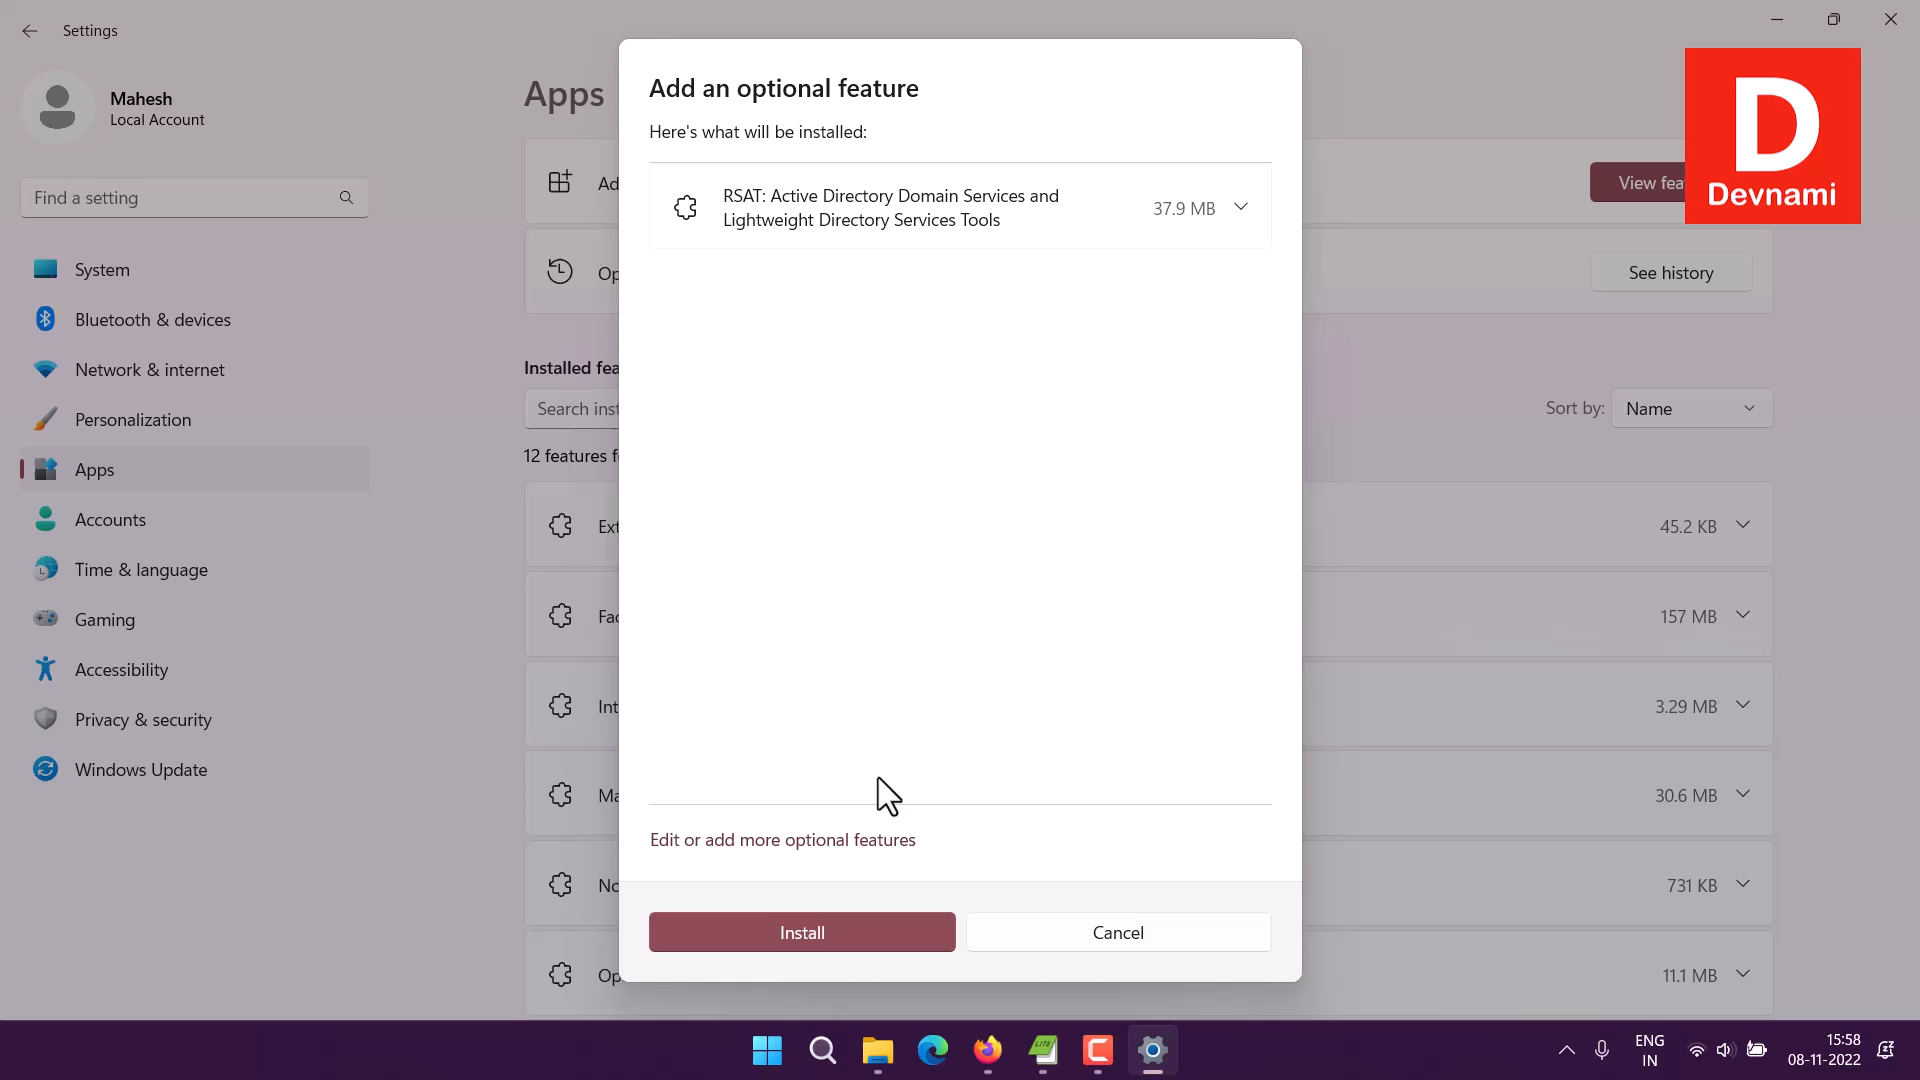 Settings
Mahesh
Local Account
Find a setting
System
Bluetooth & devices
Network & internet
Personalization
Apps
Accounts
Time & language
Gaming
Accessibility
Privacy & security
Windows Update
Apps
Ad
View fea
Op
See history
Installed fea
Search inst
Sort by: Name
12 features f
Ext
45.2 KB
Fac
157 MB
Int
3.29 MB
Ma
30.6 MB
No
731 KB
Op
11.1 MB
Add an optional feature
Here's what will be installed:
RSAT: Active Directory Domain Services and
Lightweight Directory Services Tools
37.9 MB
Edit or add more optional features
Install
Cancel
D
Devnami
LITE
ENG
IN
15:58
08-11-2022